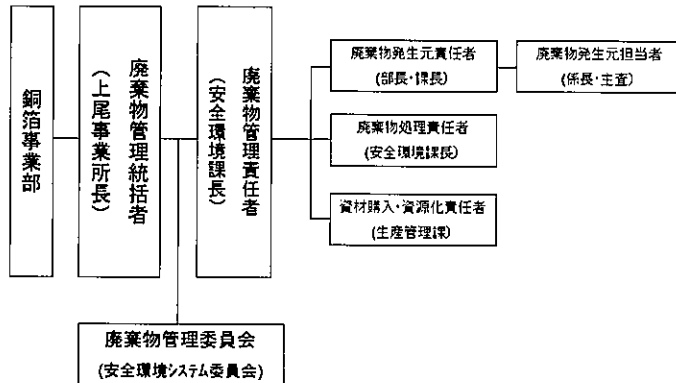 銅箔事業部
廃棄物管理統括者
(上尾事業所長)
廃棄物管理責任者
(安全環境課長)
廃棄物発生元責任者
(部長・課長)
廃棄物発生元担当者
(係長・主査)
廃棄物処理責任者
(安全環境課長)
資材購入・資源化責任者
(生産管理課)
廃棄物管理委員会
(安全環境システム委員会)